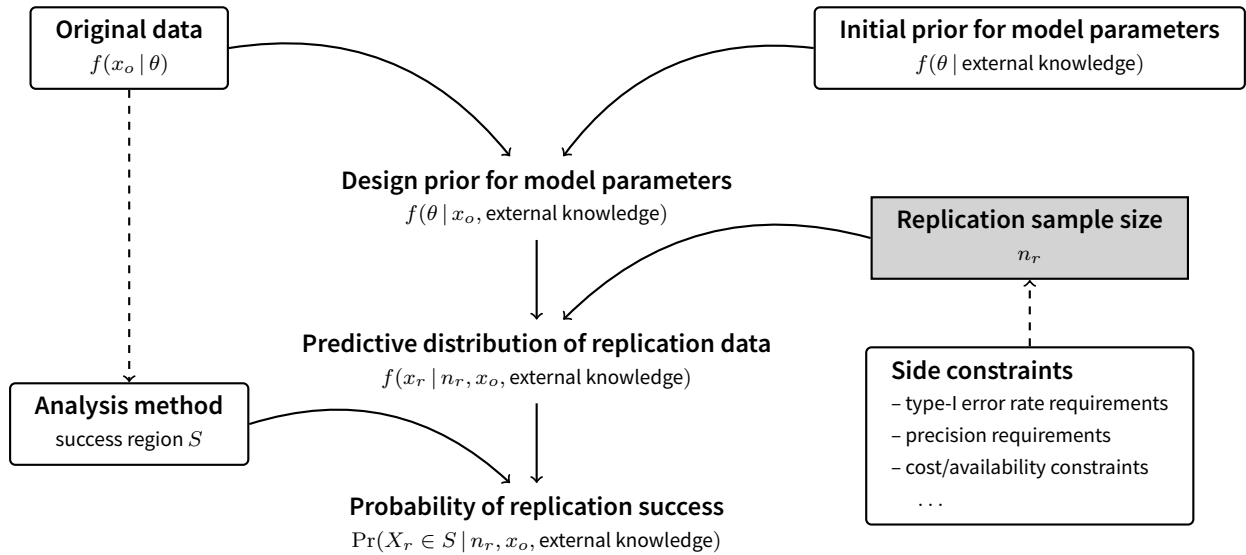 Original data
f(x_o | θ)
Initial prior for model parameters
f(θ | external knowledge)
Design prior for model parameters
f(θ | x_o, external knowledge)
Replication sample size
n_r
Predictive distribution of replication data
f(x_r | n_r, x_o, external knowledge)
Side constraints
– type-I error rate requirements
– precision requirements
– cost/availability constraints
...
Analysis method
success region S
Probability of replication success
Pr(X_r ∈ S | n_r, x_o, external knowledge)